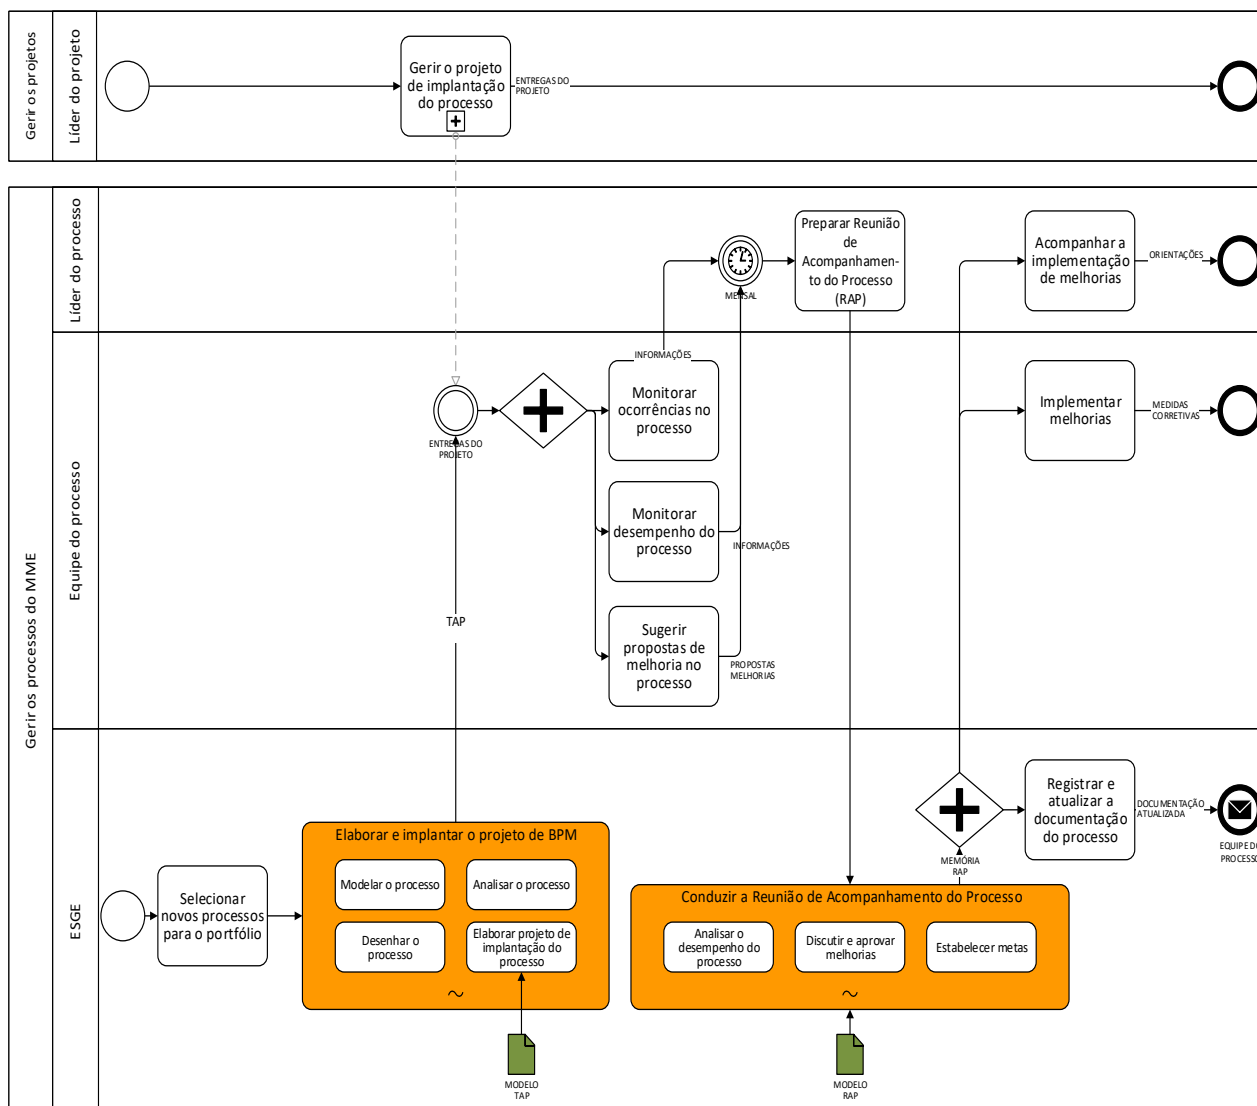 Gerir os projetos
Líder do projeto
Gerir o projeto
de implantação
do processo
ENTREGAS DO
PROJETO
Gerir os processos do MME
Líder do processo
MENSAL
Preparar Reunião
de
Acompanhamen-
to do Processo
(RAP)
Acompanhar a
implementação
de melhorias
ORIENTAÇÕES
Equipe do processo
ENTREGAS DO
PROJETO
INFORMAÇÕES
Monitorar
ocorrências no
processo
Implementar
melhorias
MEDIDAS
CORRETIVAS
Monitorar
desempenho do
processo
INFORMAÇÕES
TAP
Sugerir
propostas de
melhoria no
processo
PROPOSTAS
MELHORIAS
ESGE
Selecionar
novos processos
para o portfólio
Elaborar e implantar o projeto de BPM
Modelar o processo
Analisar o processo
Desenhar o
processo
Elaborar projeto de
implantação do
processo
MODELO
TAP
Conduzir a Reunião de Acompanhamento do Processo
Analisar o
desempenho do
processo
Discutir e aprovar
melhorias
Estabelecer metas
MODELO
RAP
MEMÓRIA
RAP
Registrar e
atualizar a
documentação
do processo
DOCUMENTAÇÃO
ATUALIZADA
EQUIPE DO
PROCESSO